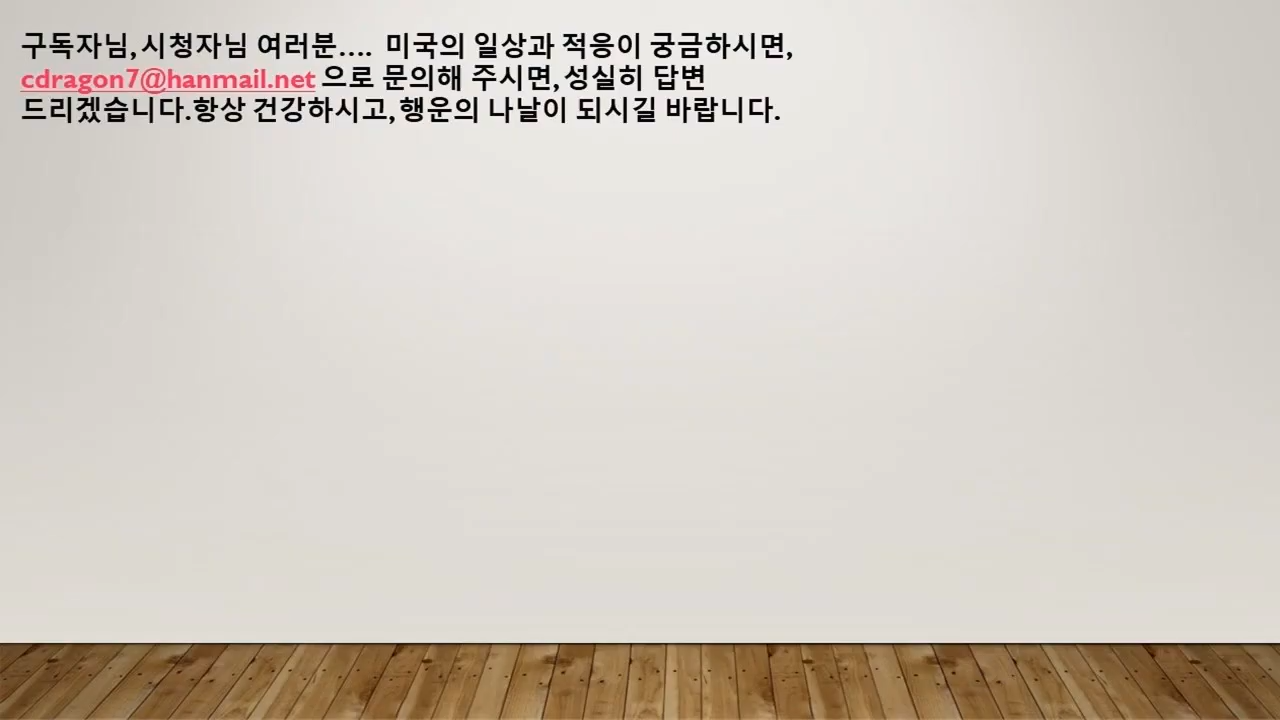 구독자님, 시청자님 여러분.... 미국의 일상과 적응이 궁금하시면,
cdragon7@hanmail.net 으로 문의해 주시면, 성실히 답변
드리겠습니다.항상 건강하시고, 행운의 나날이 되시길 바랍니다.